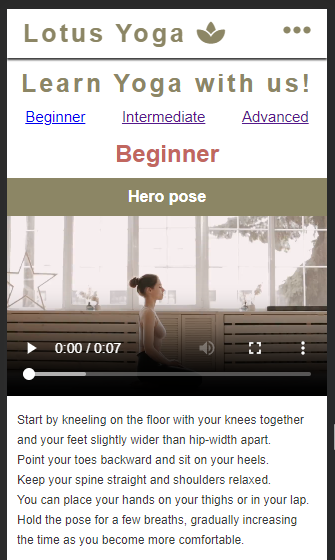 Lotus Yoga
Learn Yoga with us!
Beginner Intermediate Advanced
Beginner
Hero pose
0:00 / 0:07
Start by kneeling on the floor with your knees together
and your feet slightly wider than hip-width apart.
Point your toes backward and sit on your heels.
Keep your spine straight and shoulders relaxed.
You can place your hands on your thighs or in your lap.
Hold the pose for a few breaths, gradually increasing
the time as you become more comfortable.